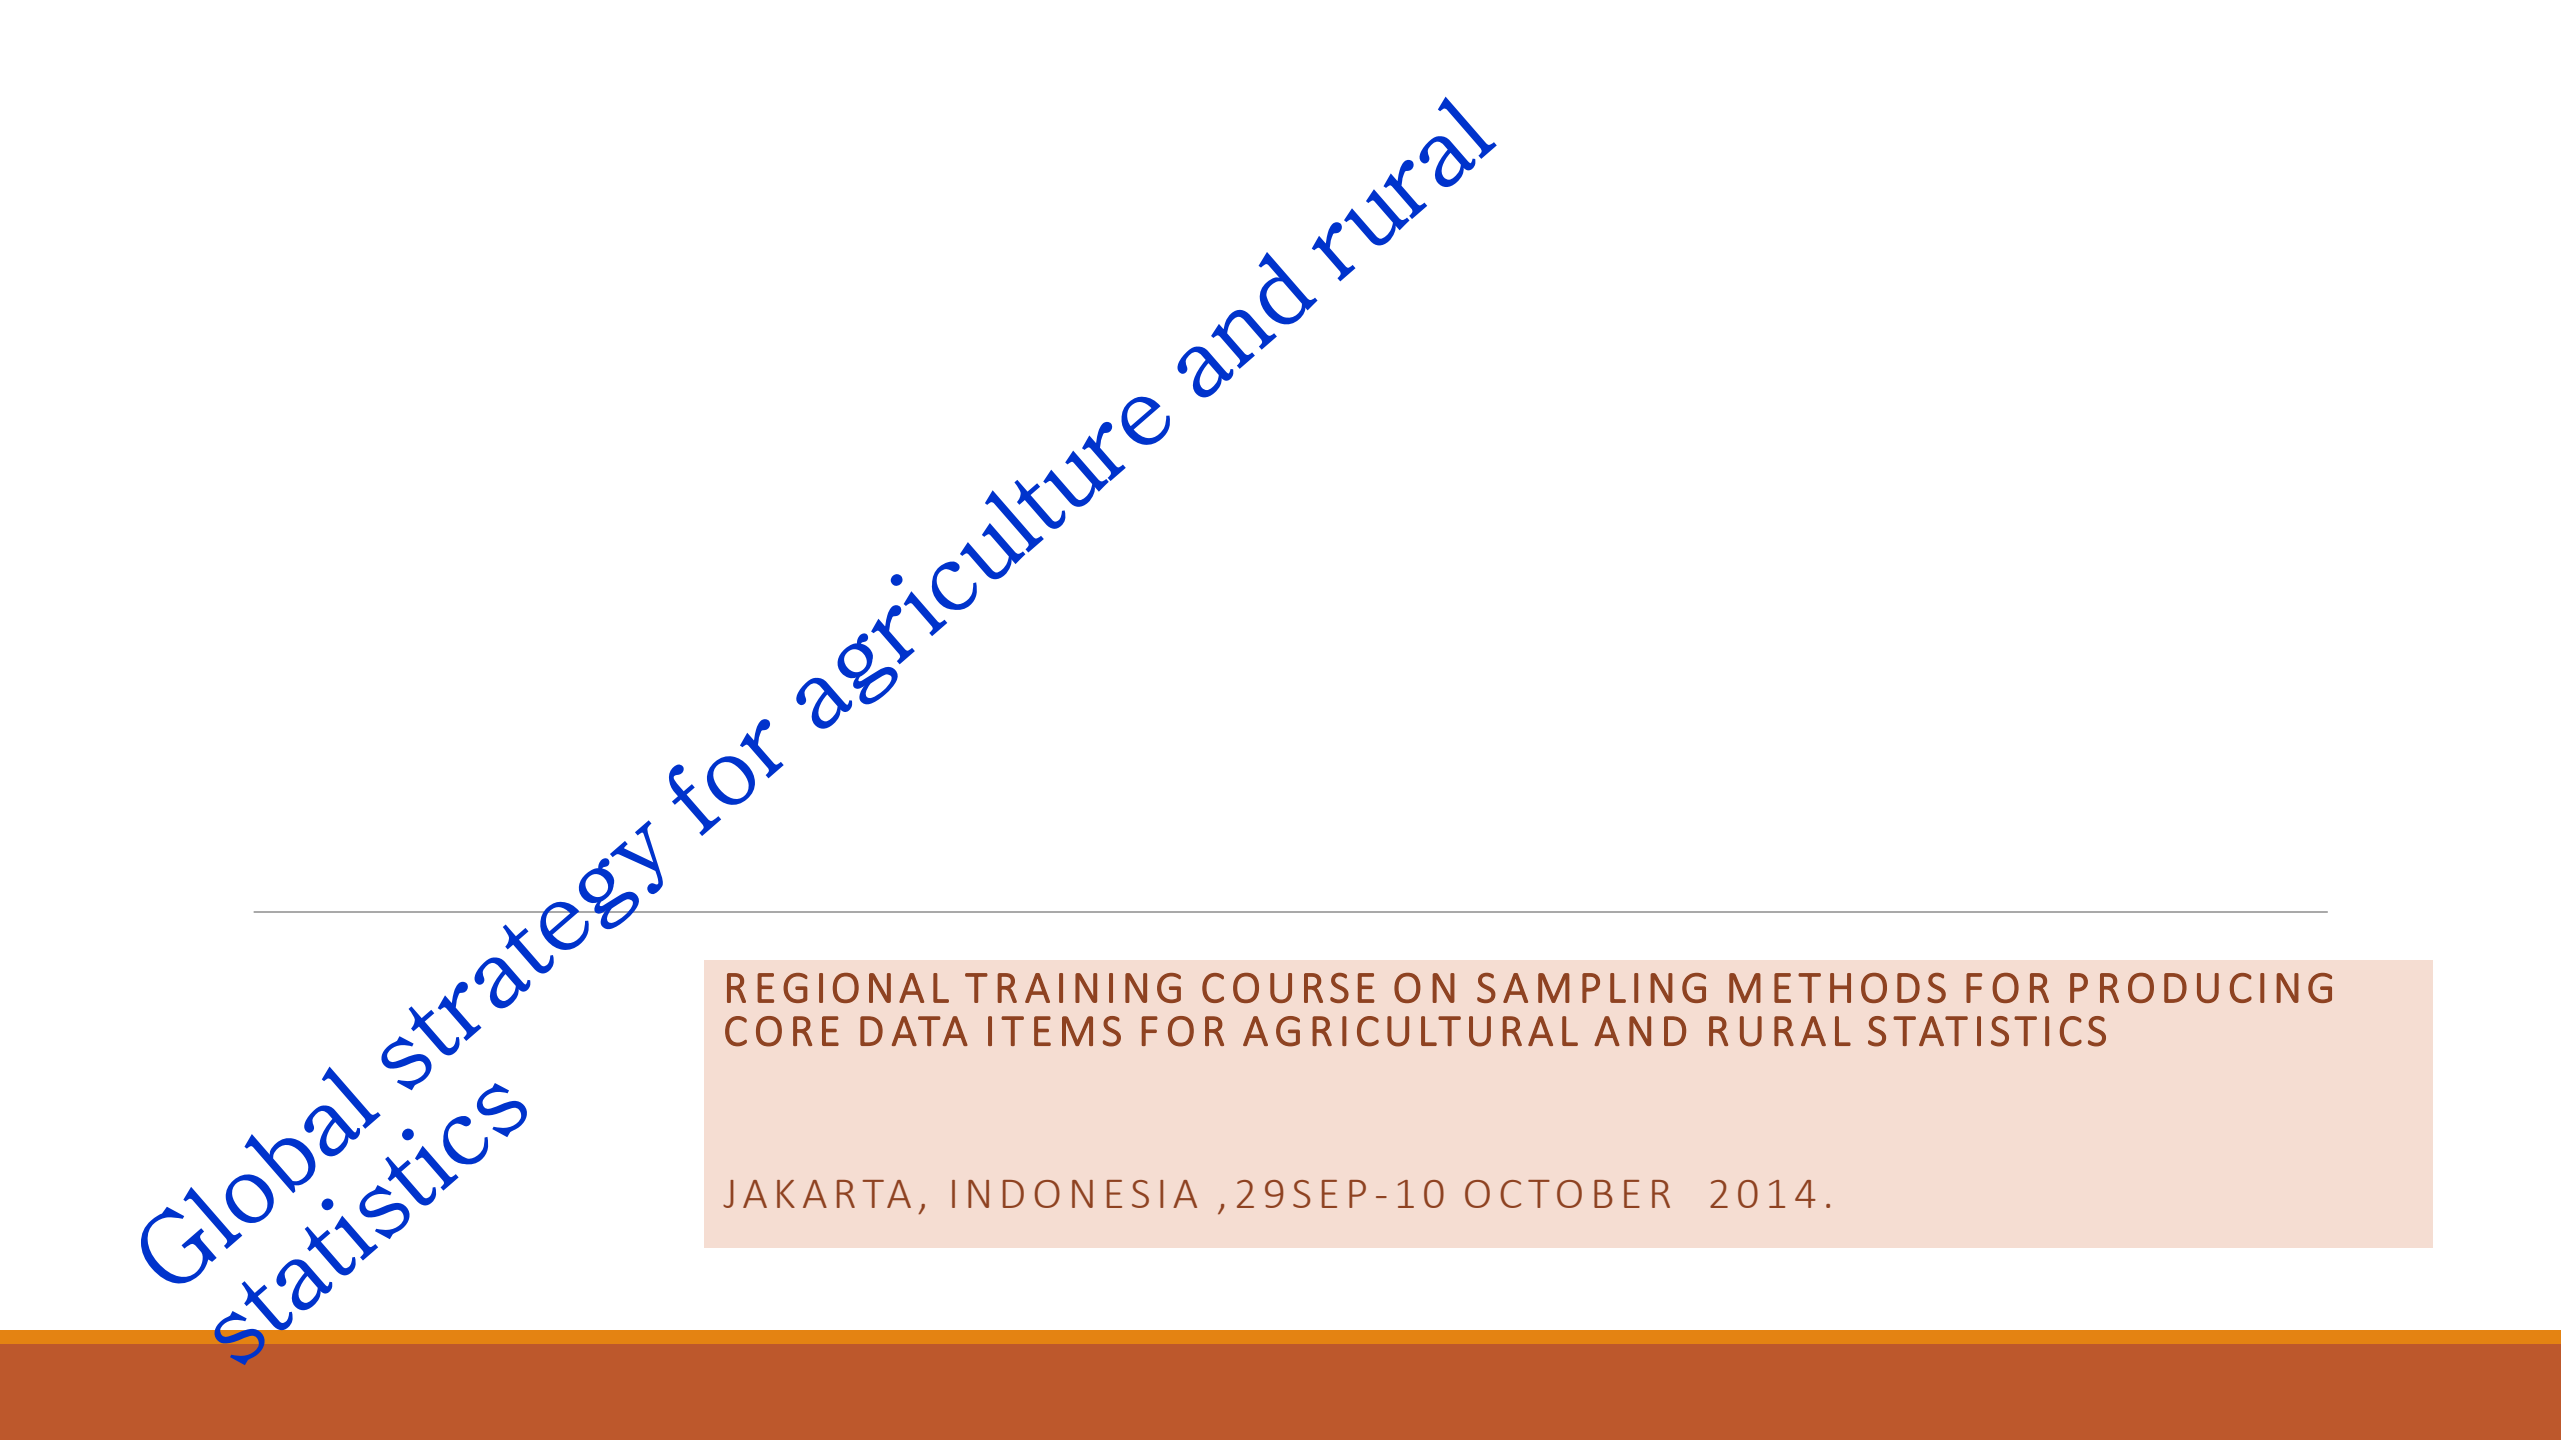 Global strategy for agriculture and rural
statistics
REGIONAL TRAINING COURSE ON SAMPLING METHODS FOR PRODUCING
CORE DATA ITEMS FOR AGRICULTURAL AND RURAL STATISTICS
JAKARTA, INDONESIA ,29SEP-10 OCTOBER 2014.